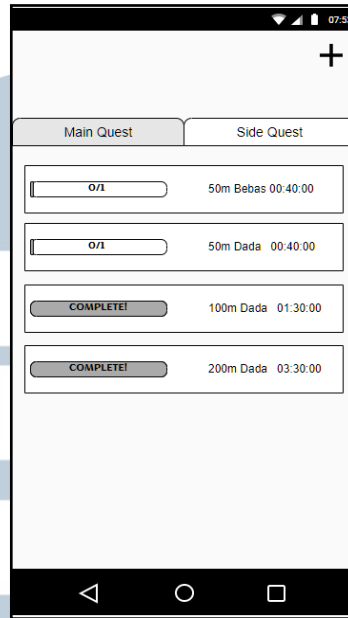 07:5
Main Quest Side Quest
0/1 50m Bebas 00:40:00
0/1 50m Dada 00:40:00
COMPLETE! 100m Dada 01:30:00
COMPLETE! 200m Dada 03:30:00